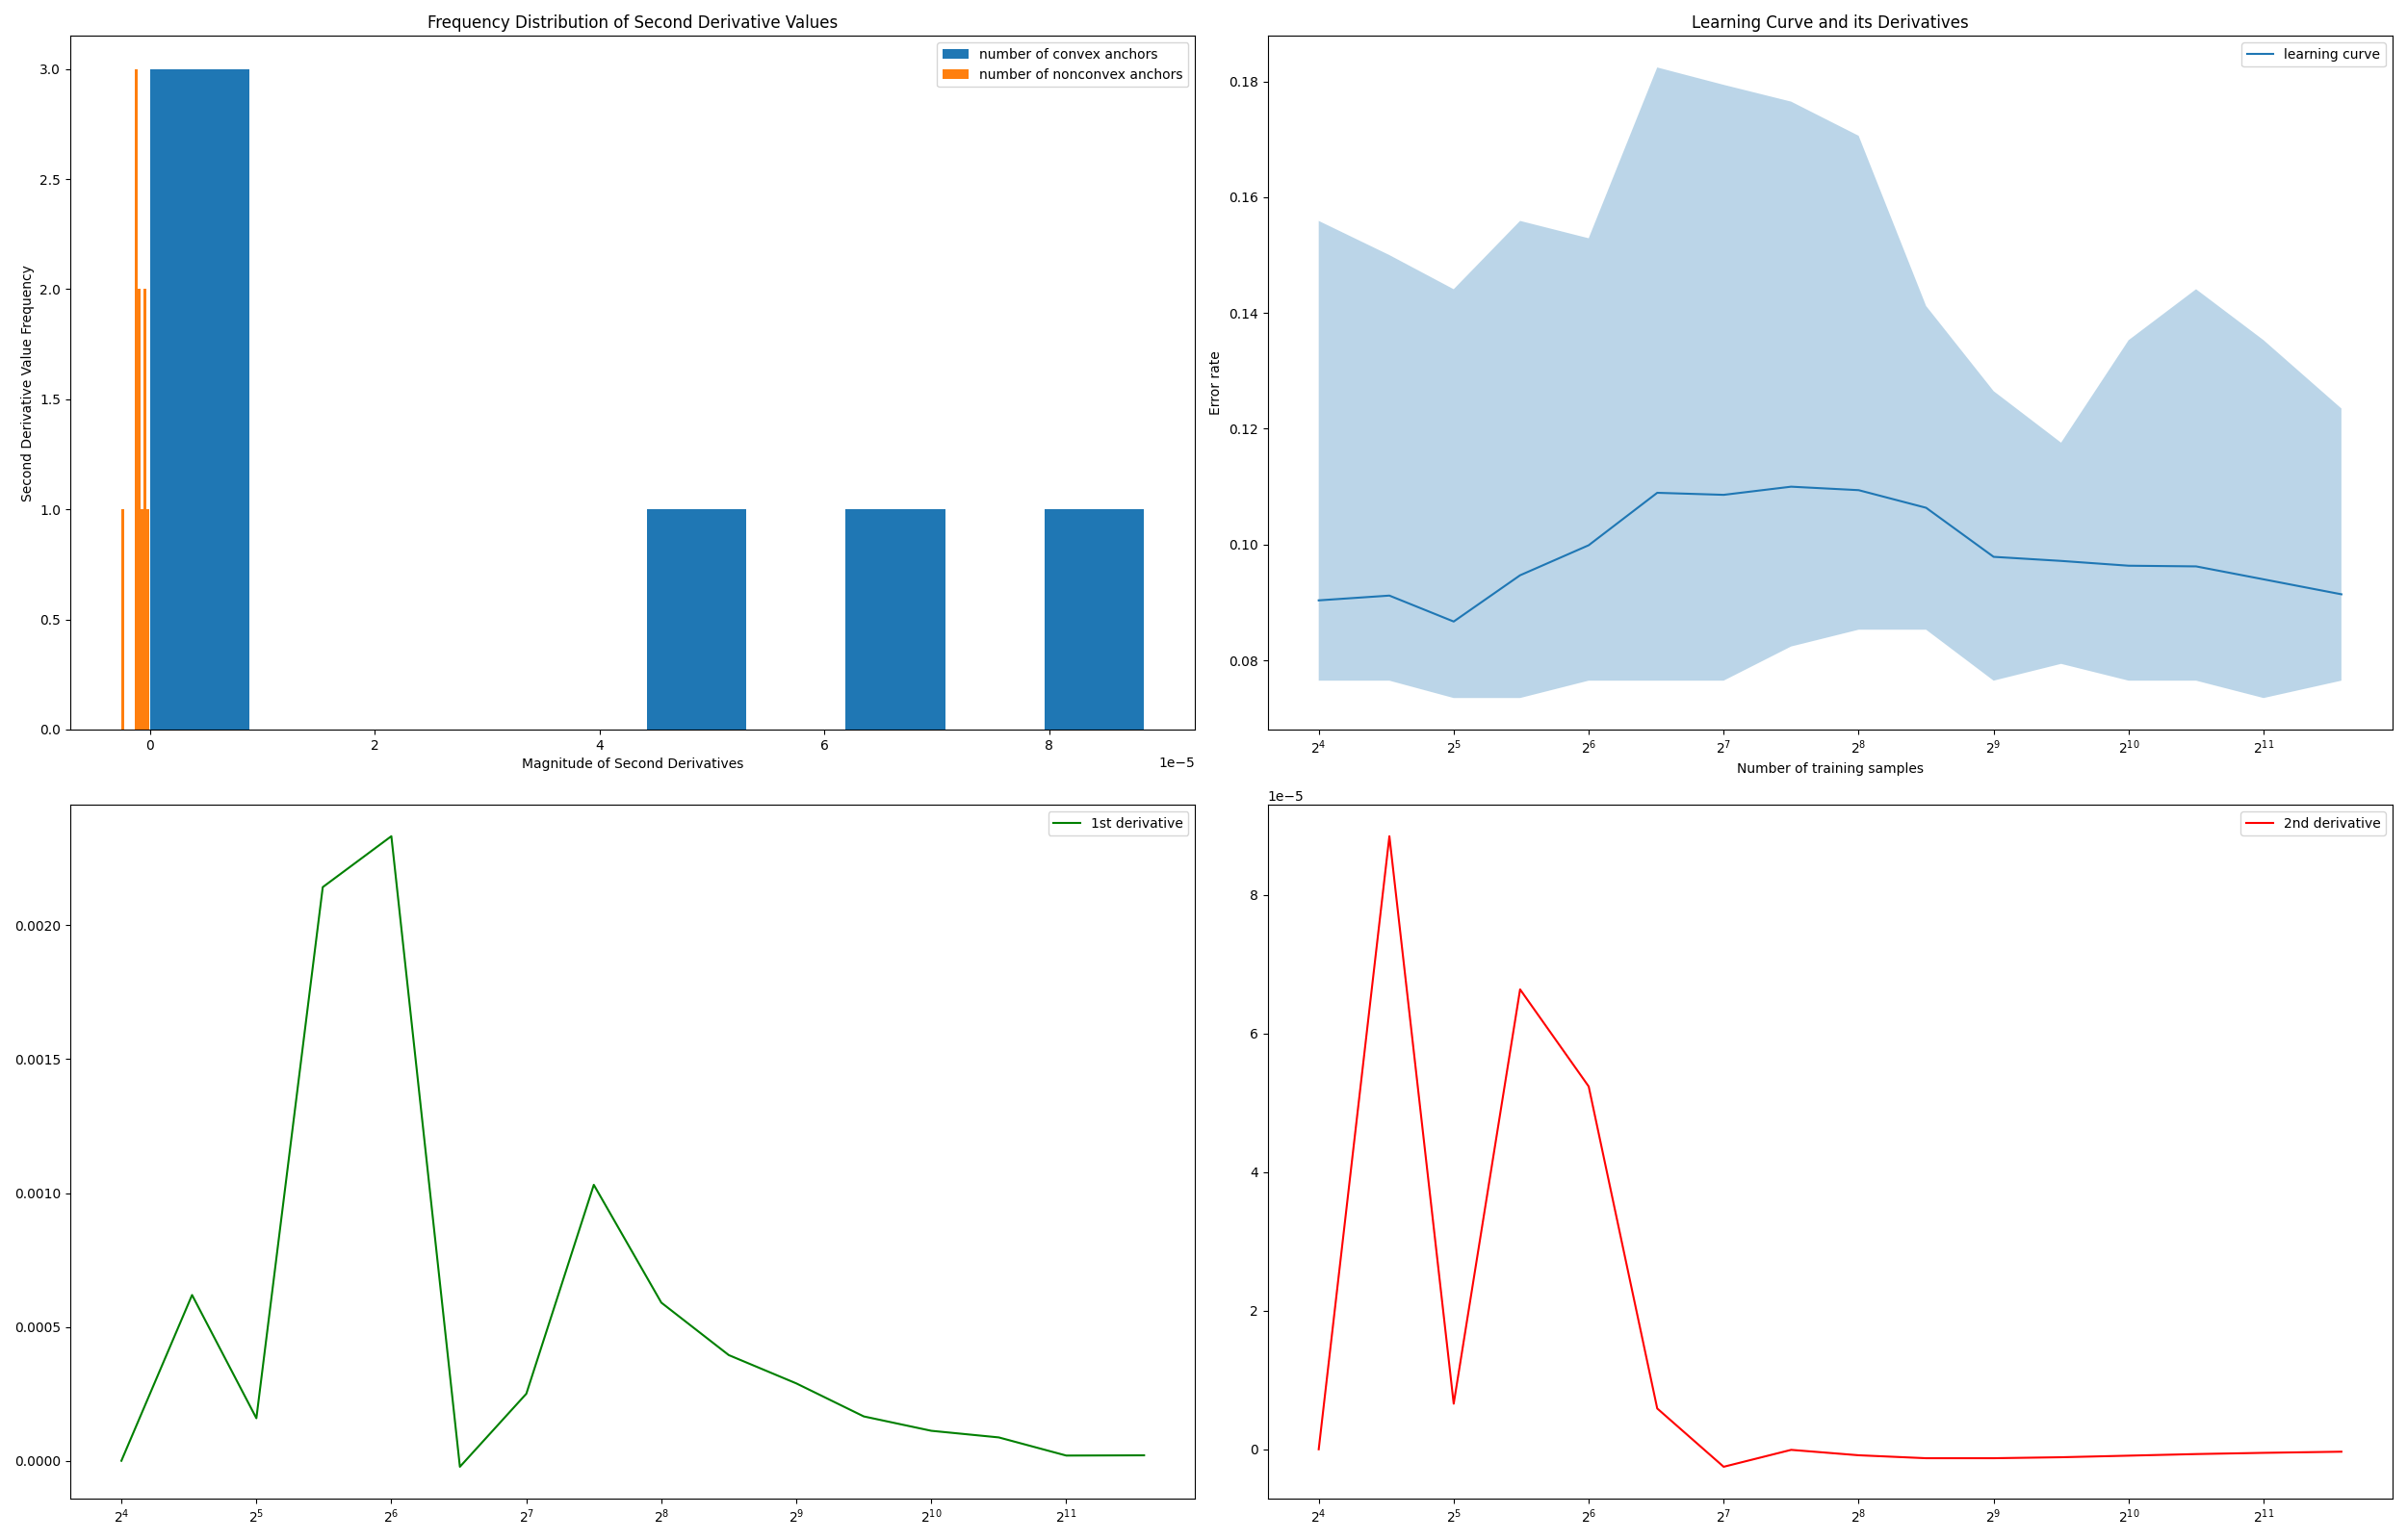 Frequency Distribution of Second Derivative Values
number of convex anchors
number of nonconvex anchors
Second Derivative Value Frequency
3.0
2.5
2.0
1.5
1.0
0.5
0.0
0 2 4 6 8
1e−5
Magnitude of Second Derivatives
Learning Curve and its Derivatives
learning curve
Error rate
0.18
0.16
0.14
0.12
0.10
0.08
2⁴ 2⁵ 2⁶ 2⁷ 2⁸ 2⁹ 2¹⁰ 2¹¹
Number of training samples
1st derivative
0.0020
0.0015
0.0010
0.0005
0.0000
2⁴ 2⁵ 2⁶ 2⁷ 2⁸ 2⁹ 2¹⁰ 2¹¹
1e−5
2nd derivative
8
6
4
2
0
2⁴ 2⁵ 2⁶ 2⁷ 2⁸ 2⁹ 2¹⁰ 2¹¹